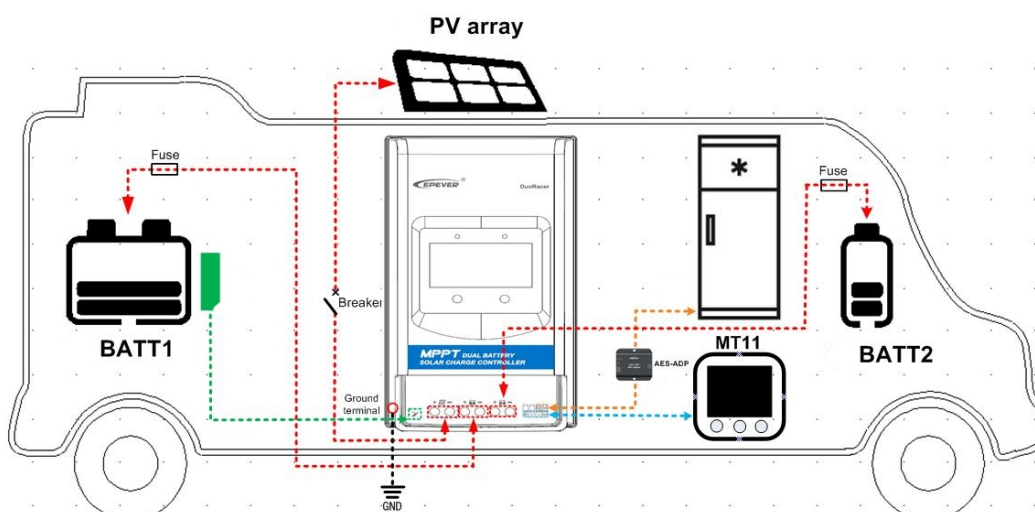 PV array
Fuse
EPEVER ®
DuoRacer
Fuse
Breaker
BATT1
MPPT DUAL BATTERY
SOLAR CHARGE CONTROLLER
AES-ADP
MT11
BATT2
Ground
terminal
GND